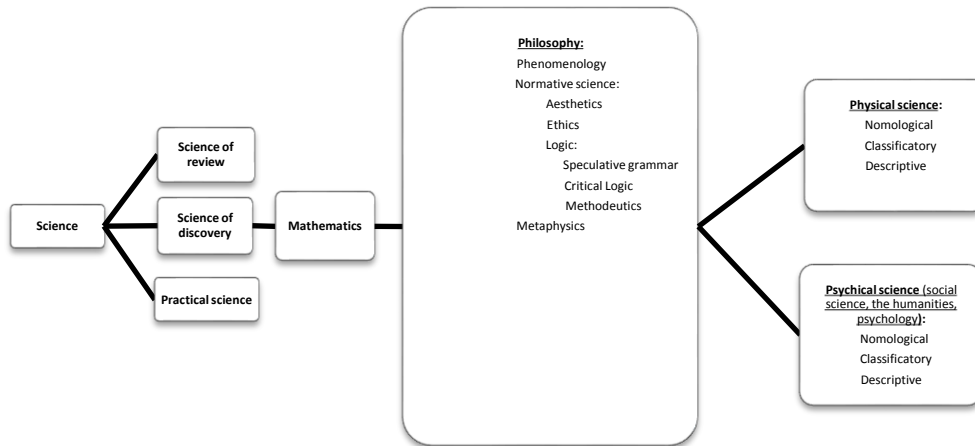 Science
Science of
review
Science of
discovery
Practical science
Mathematics
Philosophy:
Phenomenology
Normative science:
Aesthetics
Ethics
Logic:
Speculative grammar
Critical Logic
Methodeutics
Metaphysics
Physical science:
Nomological
Classificatory
Descriptive
Psychical science (social
science, the humanities,
psychology):
Nomological
Classificatory
Descriptive